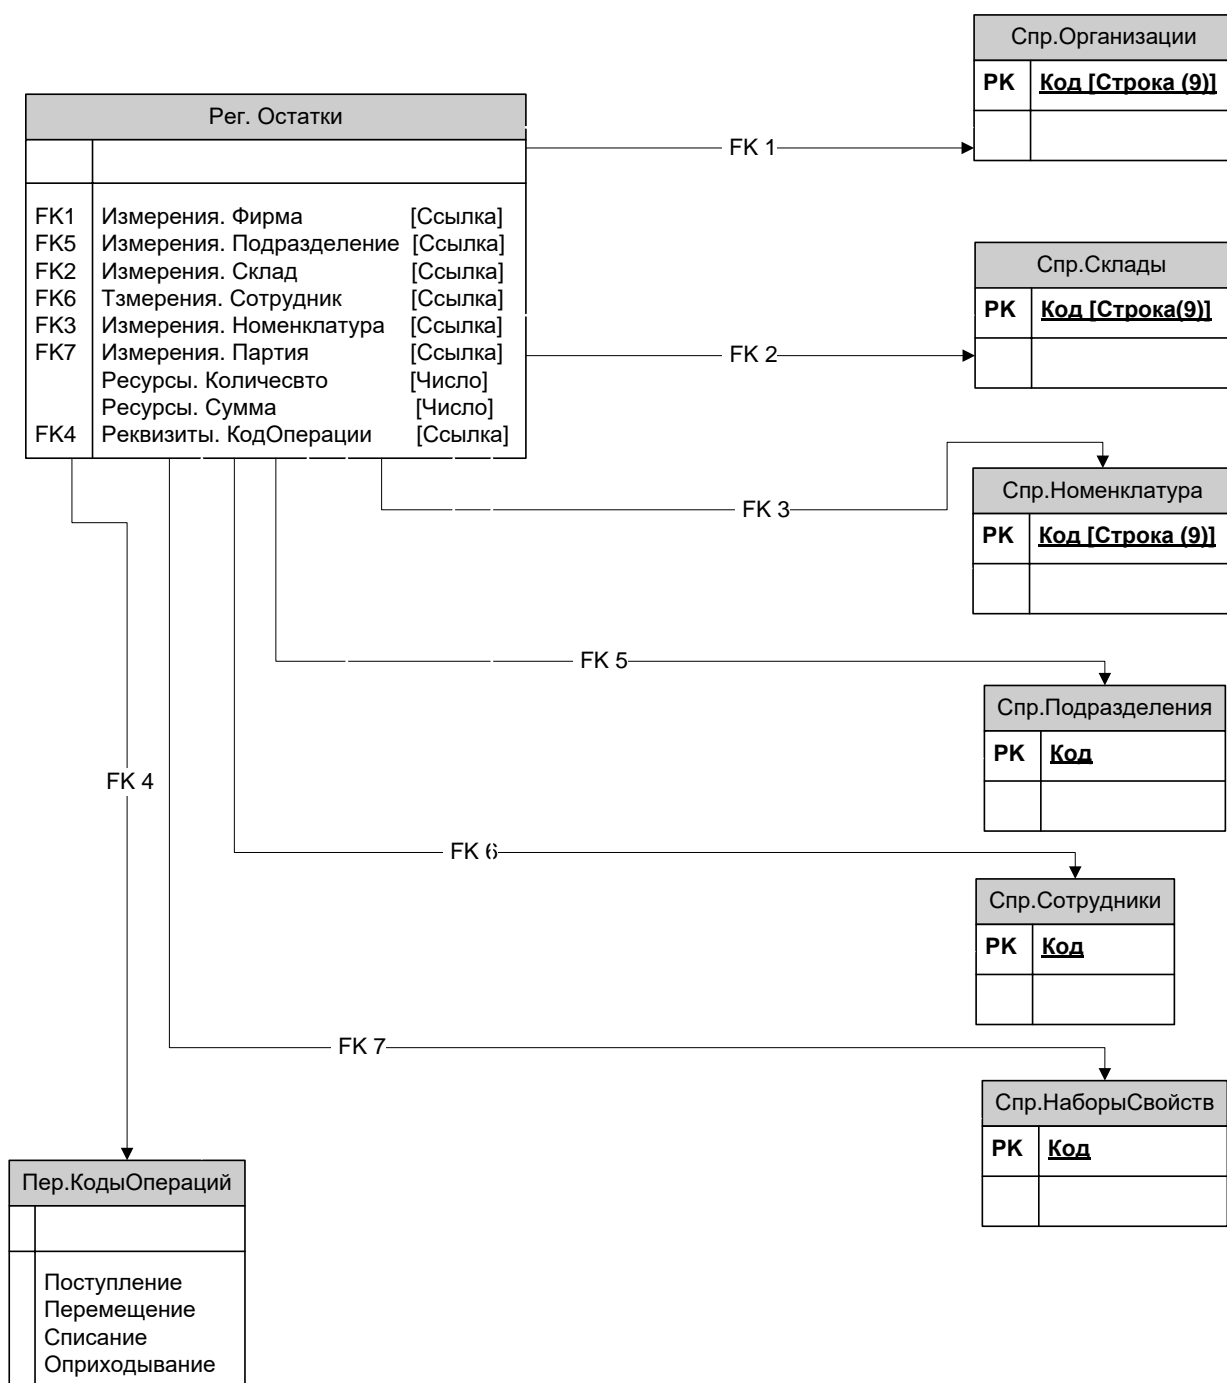 Спр.Организации
PK Код [Строка (9)]
Рег. Остатки
FK 1
FK1 Измерения. Фирма [Ссылка]
FK5 Измерения. Подразделение [Ссылка]
FK2 Измерения. Склад [Ссылка]
FK6 Тзмерения. Сотрудник [Ссылка]
FK3 Измерения. Номенклатура [Ссылка]
FK7 Измерения. Партия [Ссылка]
Ресурсы. Количесвто [Число]
Ресурсы. Сумма [Число]
FK4 Реквизиты. КодОперации [Ссылка]
Спр.Склады
PK Код [Строка(9)]
FK 2
Спр.Номенклатура
PK Код [Строка (9)]
FK 3
FK 5
Спр.Подразделения
PK Код
FK 4
FK 6
Спр.Сотрудники
PK Код
FK 7
Спр.НаборыСвойств
PK Код
Пер.КодыОпераций
Поступление
Перемещение
Списание
Оприходывание